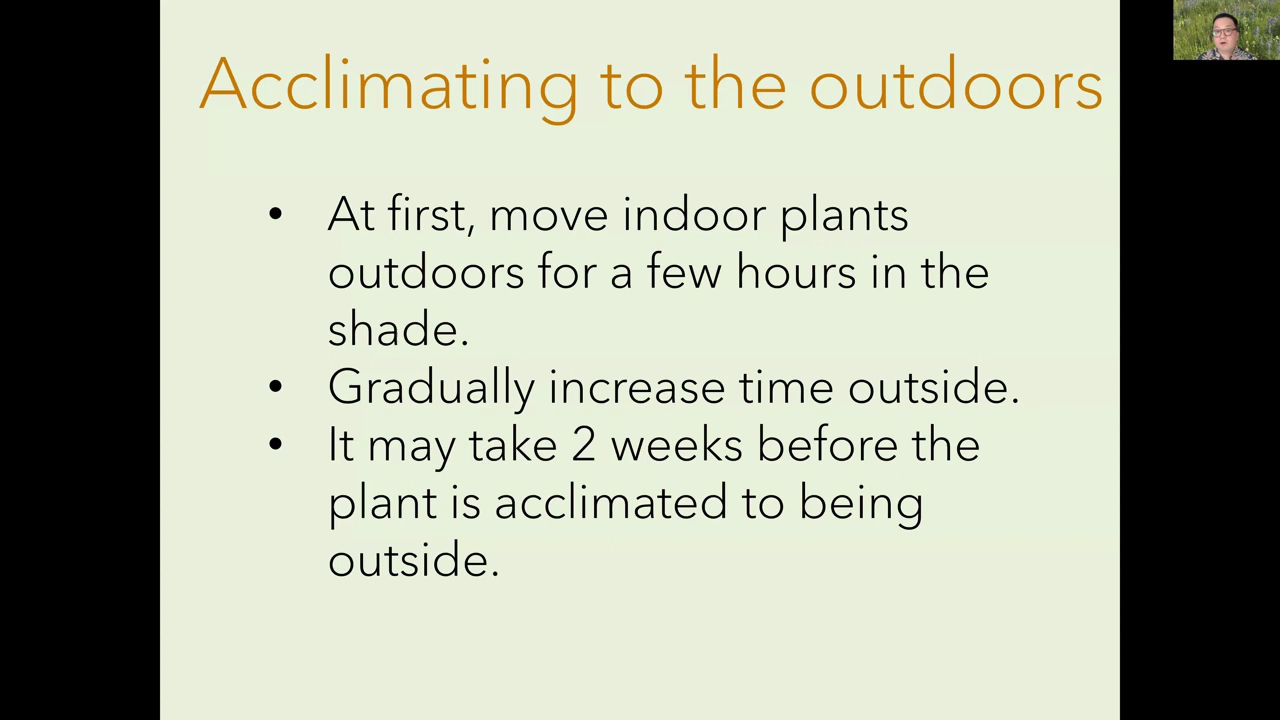 Acclimating to the outdoors
• At first, move indoor plants
outdoors for a few hours in the
shade.
• Gradually increase time outside.
• It may take 2 weeks before the
plant is acclimated to being
outside.